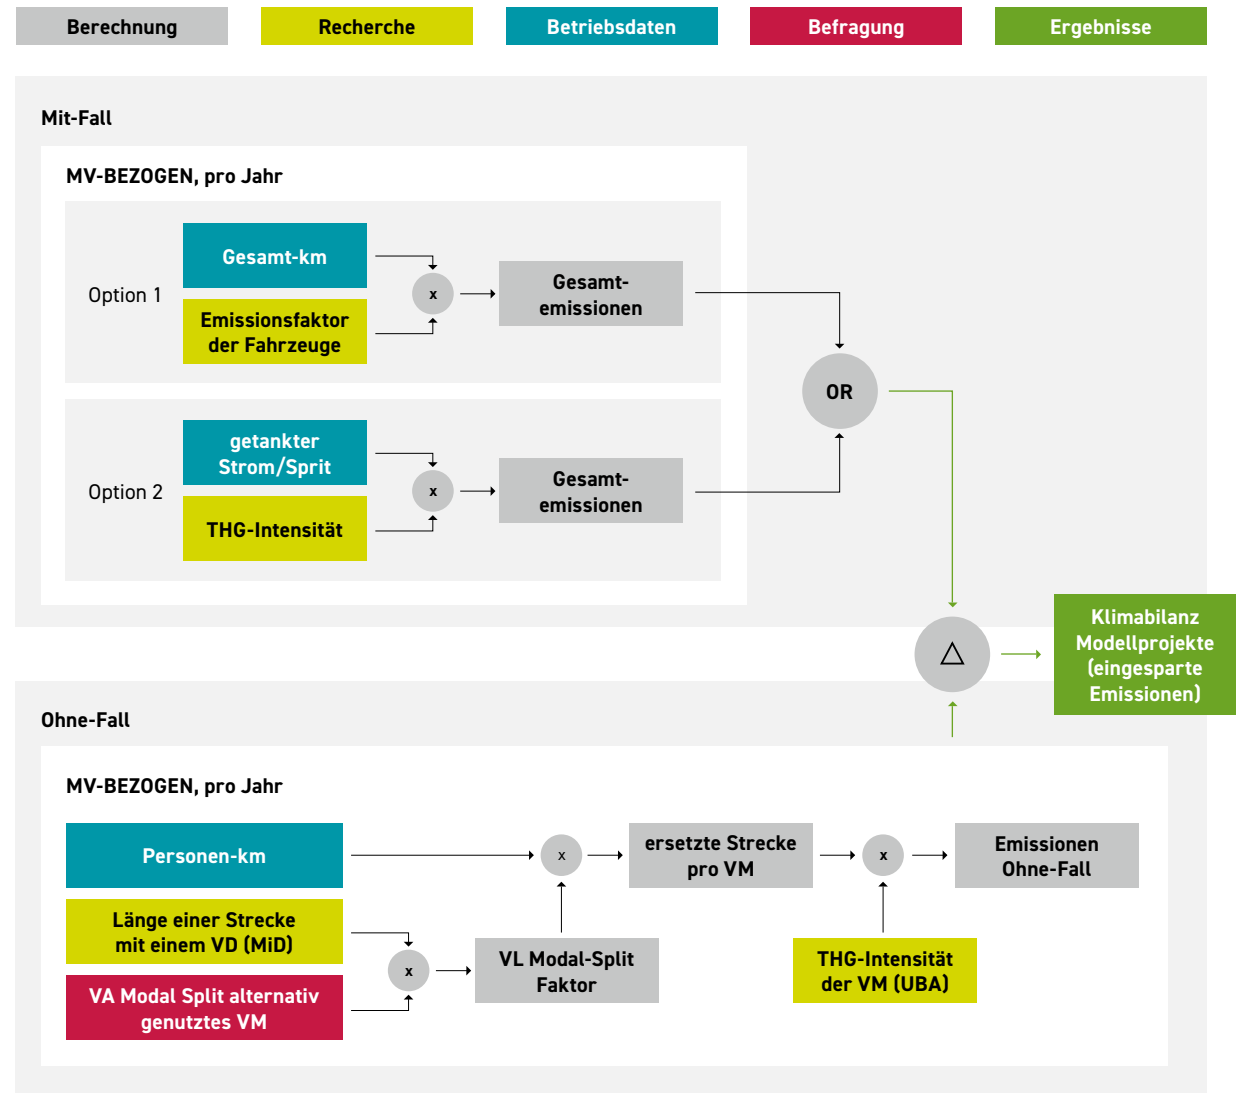 Berechnung
Recherche
Betriebsdaten
Befragung
Ergebnisse
Mit-Fall
MV-BEZOGEN, pro Jahr
Option 1
Gesamt-km
Emissionsfaktor
der Fahrzeuge
x
Gesamt-
emissionen
Option 2
getankter
Strom/Sprit
THG-Intensität
x
Gesamt-
emissionen
OR
△
Klimabilanz
Modellprojekte
(eingesparte
Emissionen)
Ohne-Fall
MV-BEZOGEN, pro Jahr
Personen-km
x
ersetzte Strecke
pro VM
x
Emissionen
Ohne-Fall
Länge einer Strecke
mit einem VD (MiD)
x
VA Modal Split alternativ
genutztes VM
VL Modal-Split
Faktor
THG-Intensität
der VM (UBA)